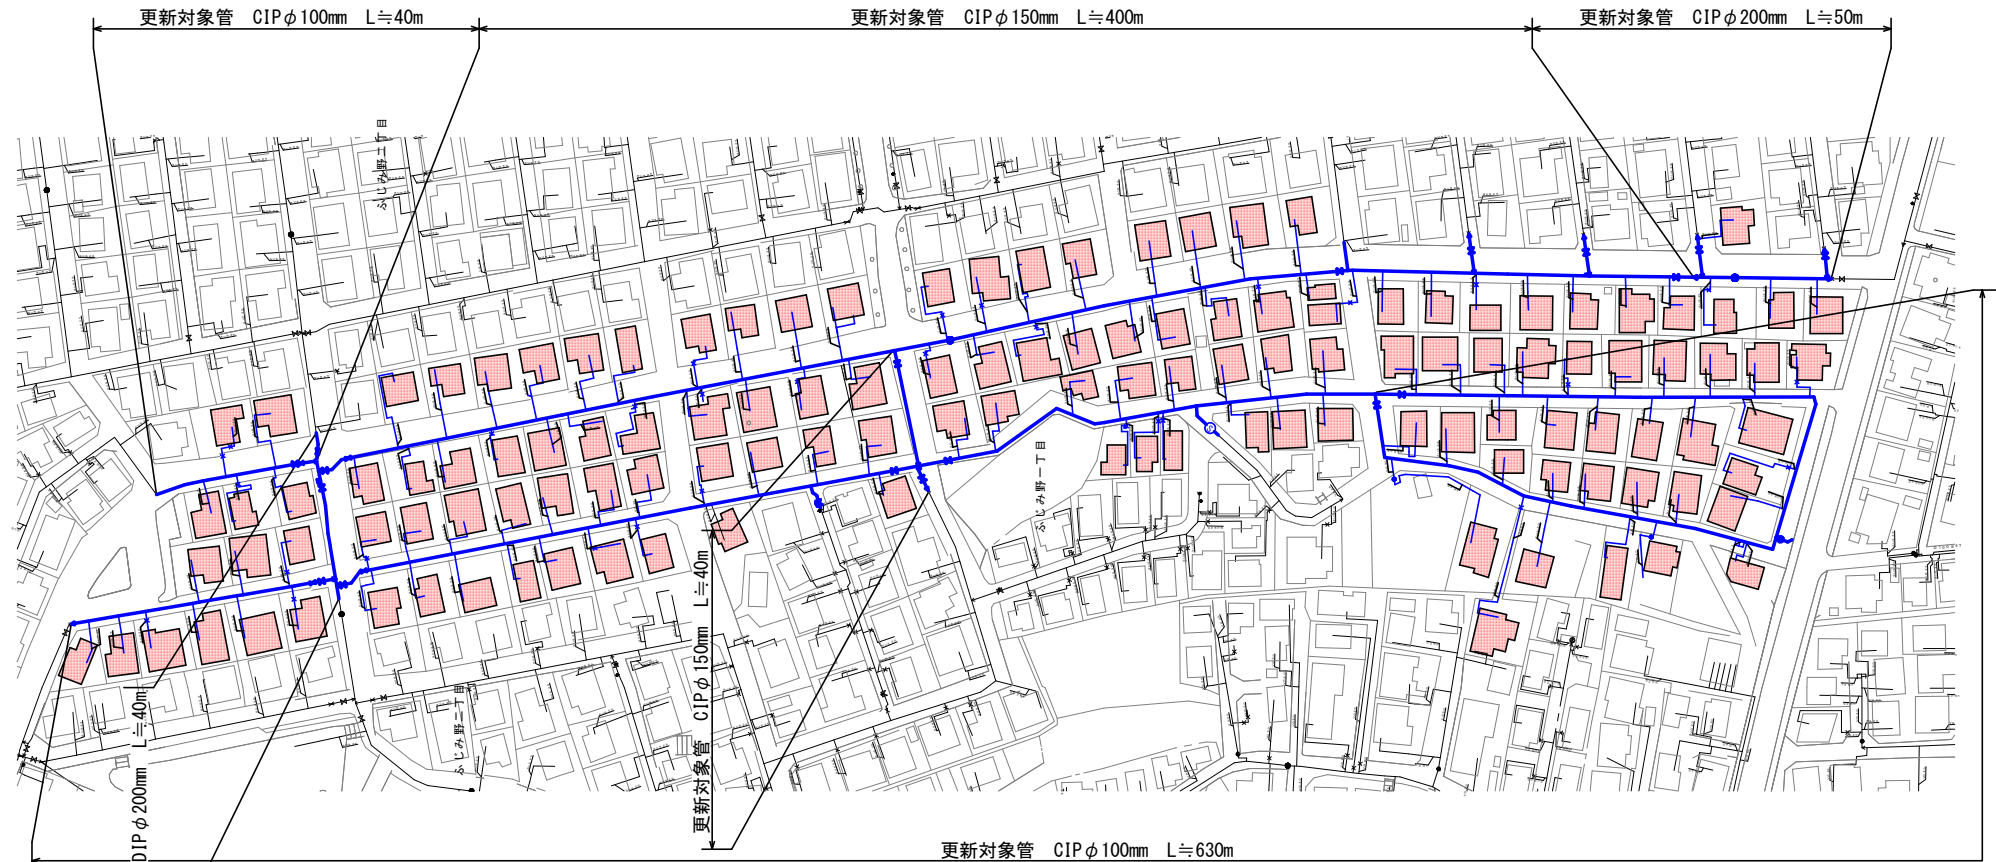 更新対象管　CIPφ100mm　L≒40m
更新対象管　CIPφ150mm　L≒400m
更新対象管　CIPφ200mm　L≒50m
ふじみ野二丁目
ふじみ野一丁目
ふじみ野二丁目
DIPφ200mm　L≒40m
更新対象管　CIPφ150mm　L≒40m
更新対象管　CIPφ100mm　L≒630m